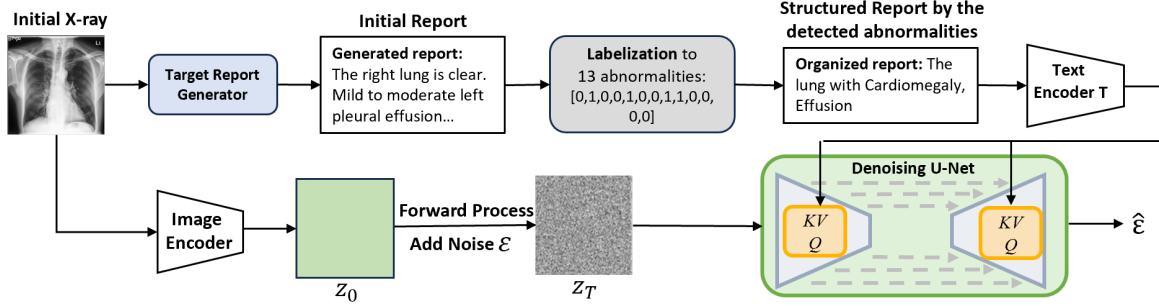 Initial X-ray
Target Report
Generator
Initial Report
Generated report:
The right lung is clear.
Mild to moderate left
pleural effusion…
Labelization to
13 abnormalities:
[0,1,0,0,1,0,0,1,1,0,0,
0,0]
Structured Report by the
detected abnormalities
Organized report: The
lung with Cardiomegaly,
Effusion
Text
Encoder T
Image
Encoder
z₀
Forward Process
Add Noise ℇ
z_T
Denoising U-Net
KV
Q
KV
Q
ε̂